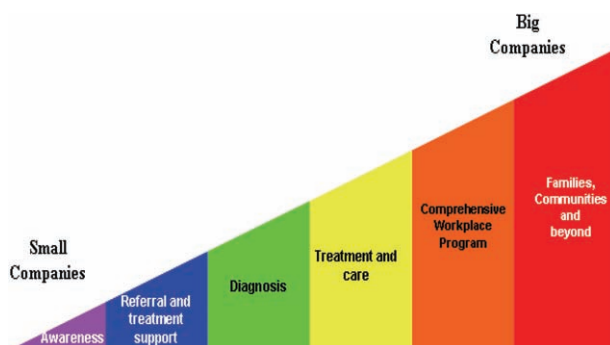 Big
Companies
Small
Companies
Awareness
Referral and
treatment
support
Diagnosis
Treatment and
care
Comprehensive
Workplace
Program
Families,
Communities
and
beyond